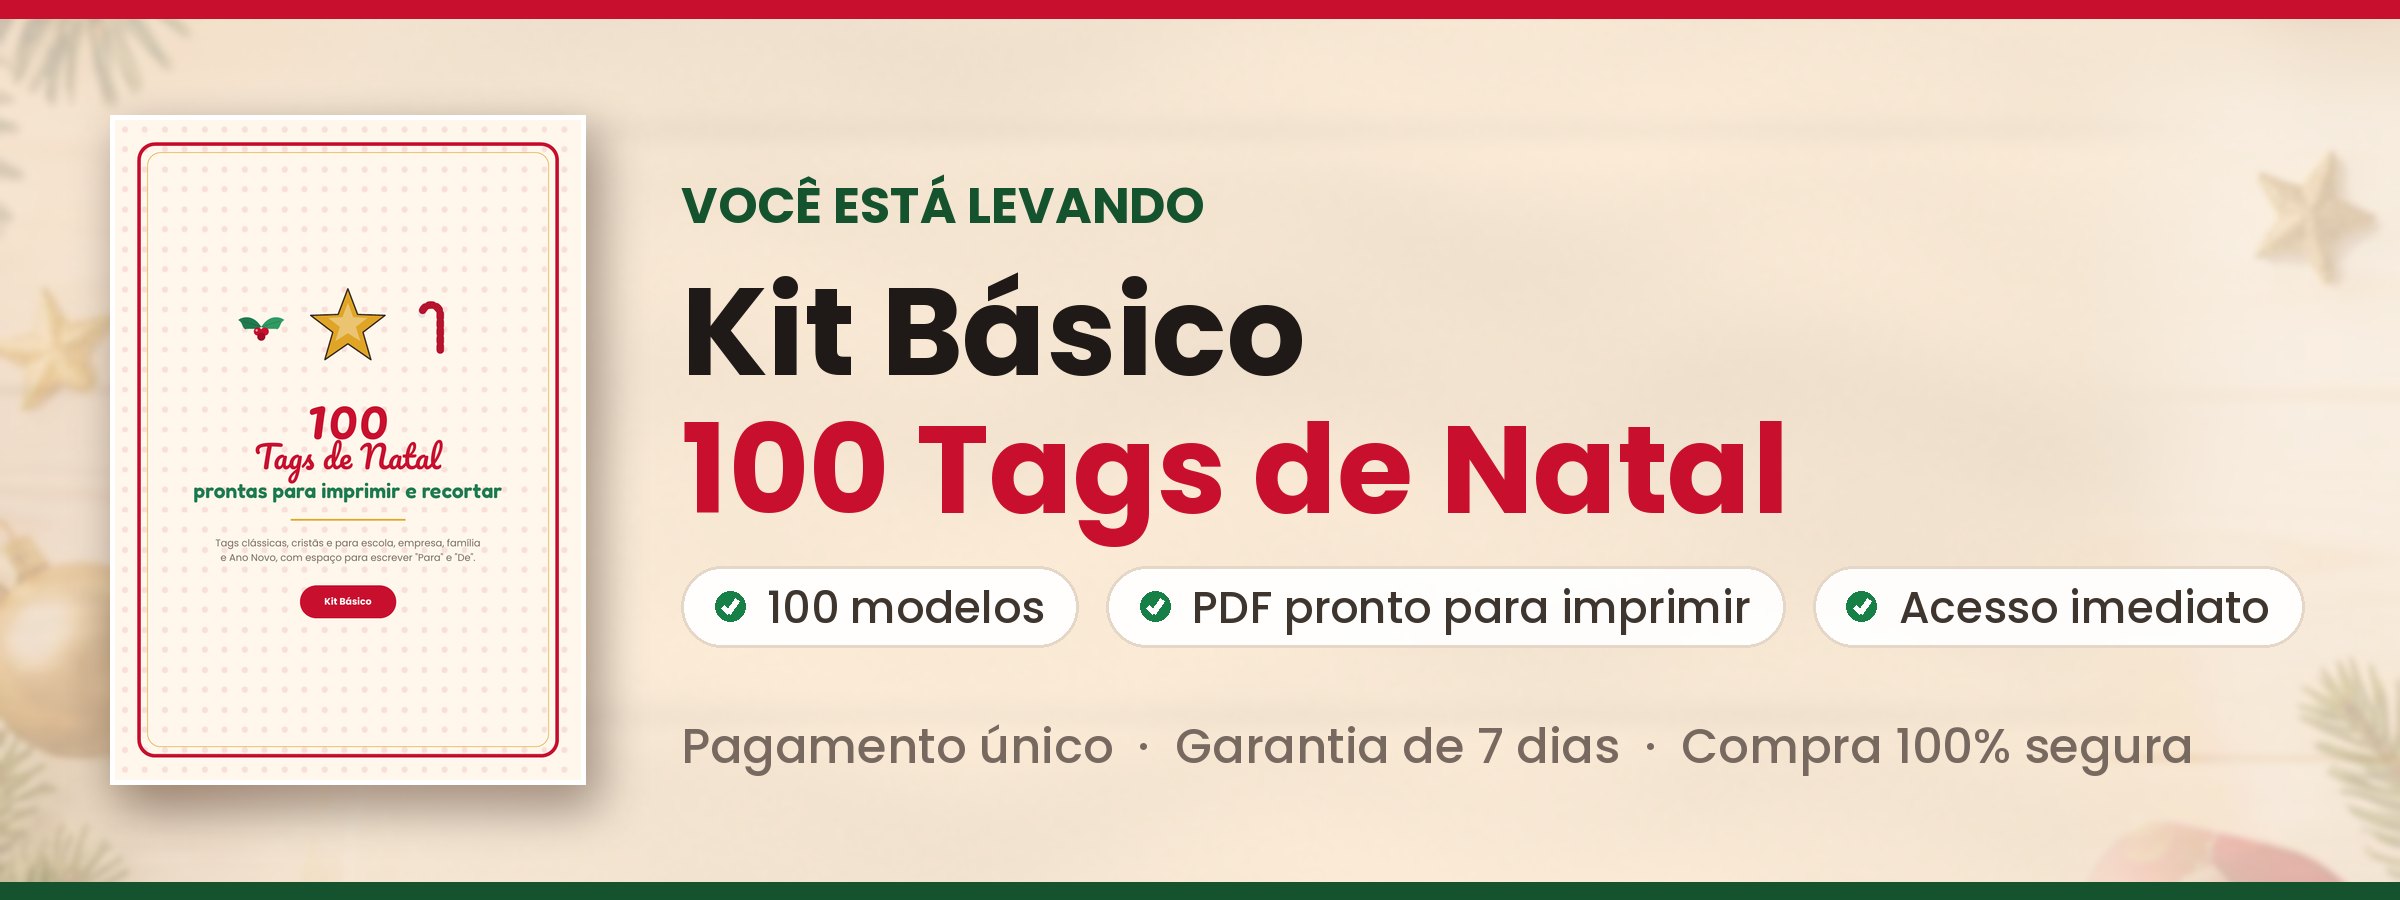 100
Tags de Natal
prontas para imprimir e recortar
Tags clássicas, cristãs e para escola, empresa, família
e Ano Novo, com espaço para escrever "Para" e "De".
Kit Básico
VOCÊ ESTÁ LEVANDO
Kit Básico
100 Tags de Natal
100 modelos
PDF pronto para imprimir
Acesso imediato
Pagamento único · Garantia de 7 dias · Compra 100% segura